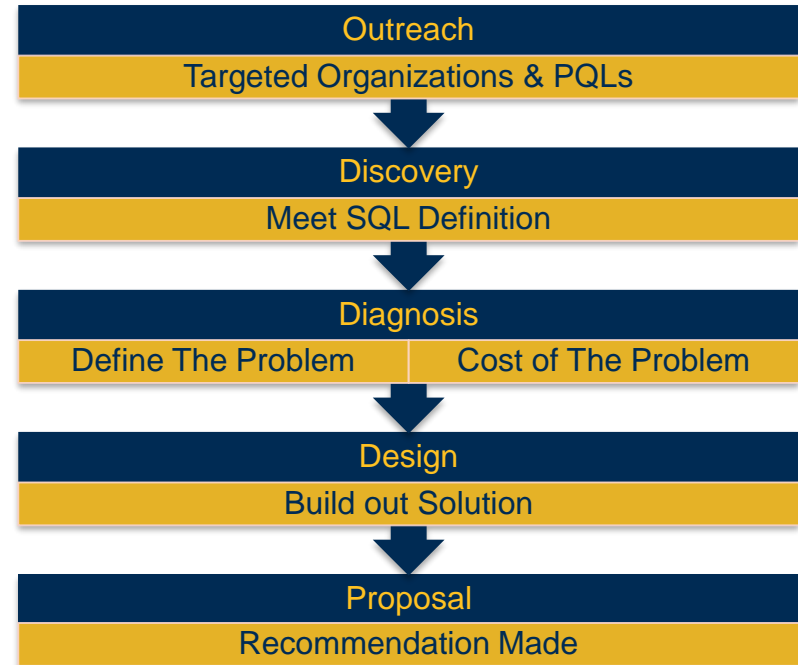 Outreach
Targeted Organizations & PQLs
Discovery
Meet SQL Definition
Diagnosis
Define The Problem
Cost of The Problem
Design
Build out Solution
Proposal
Recommendation Made